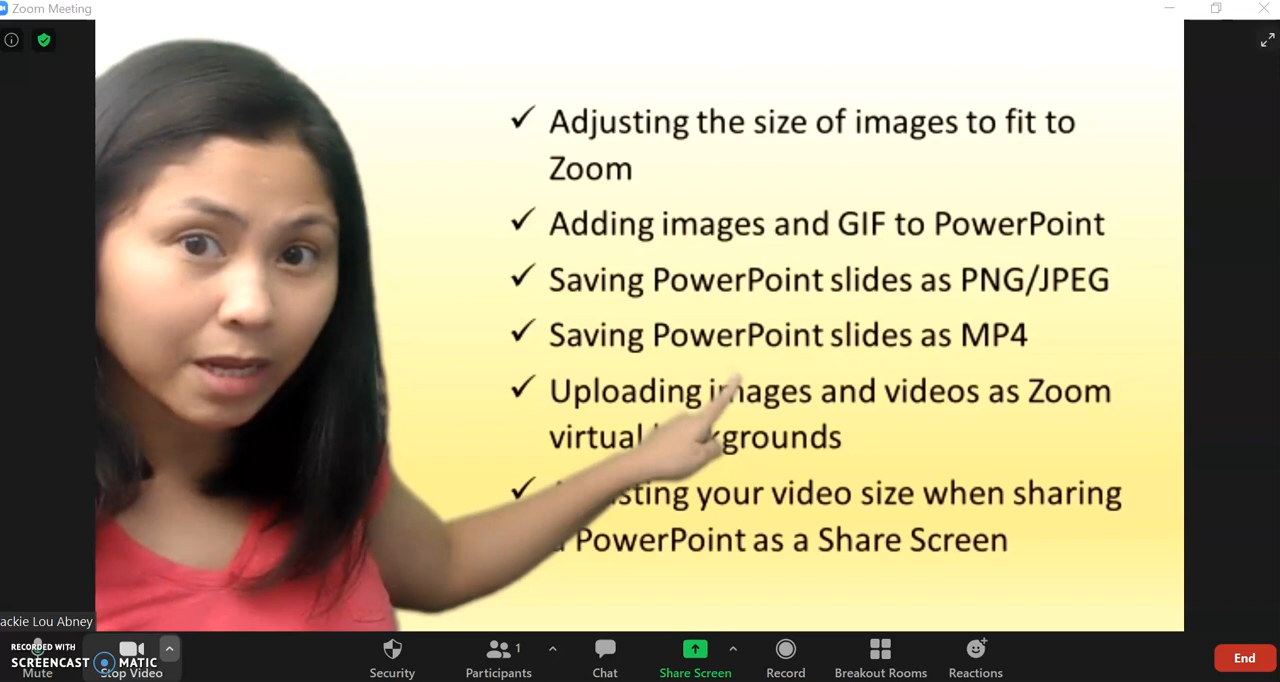 Zoom Meeting
✓ Adjusting the size of images to fit to
Zoom
✓ Adding images and GIF to PowerPoint
✓ Saving PowerPoint slides as PNG/JPEG
✓ Saving PowerPoint slides as MP4
✓ Uploading images and videos as Zoom
virtual
✓ your video size when sharing
PowerPoint as a Share Screen
ackie Lou Abney
RECORDED WITH
SCREENCAST MATIC
Mute
Stop Video
Security
Participants
1
Chat
Share Screen
Record
Breakout Rooms
Reactions
End